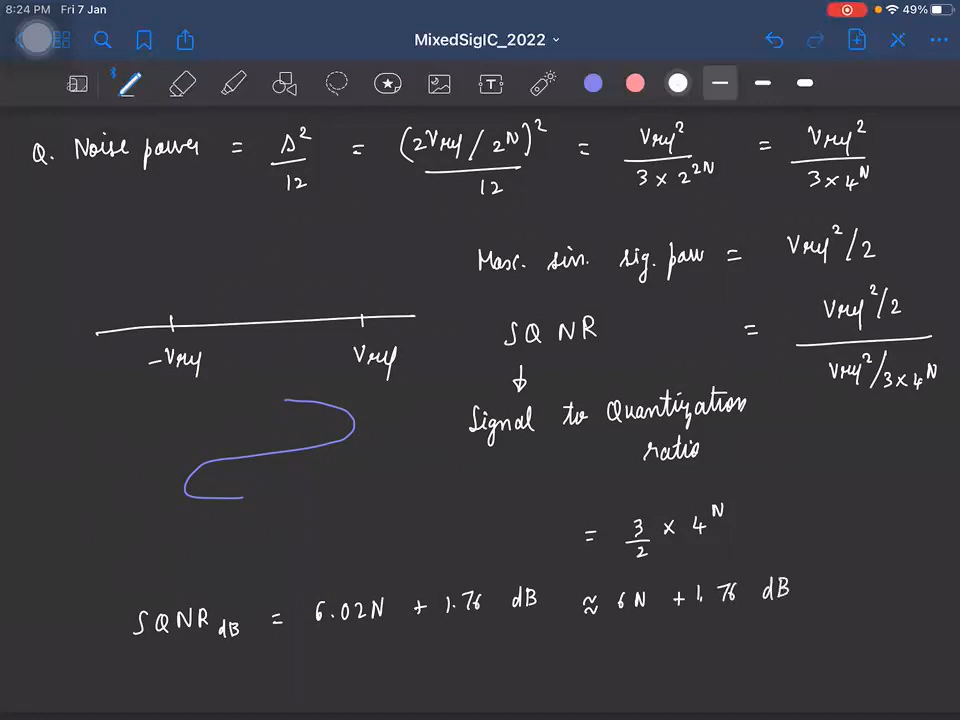 8:24 PM Fri 7 Jan 49%
MixedSigIC_2022
T
Q. Noise power = Δ²/12 = (2Vref/2^N)²/12 = Vref²/3 × 2^2N = Vref²/3 × 4^N
Max. sin. sig. pow = Vref²/2
SQNR = Vref²/2 / Vref²/3×4^N
-Vref Vref
↓
Signal to Quantization
ratio
= 3/2 × 4^N
SQNR dB = 6.02N + 1.76 dB ≈ 6N + 1.76 dB